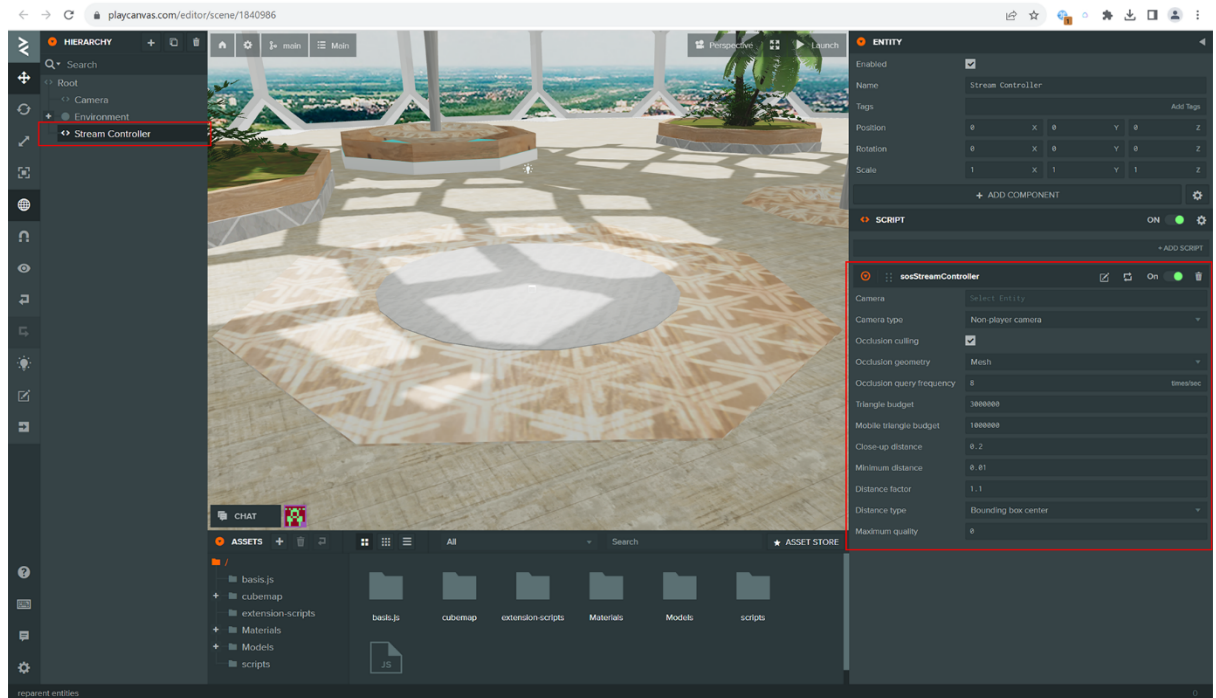 playcanvas.com/editor/scene/1840986
HIERARCHY
Search
Root
Camera
Environment
Stream Controller
main
Main
Perspective
Launch
CHAT
ENTITY
Enabled
Name Stream Controller
Tags Add Tags
Position 0 X 0 Y 0 Z
Rotation 0 X 0 Y 0 Z
Scale 1 X 1 Y 1 Z
+ ADD COMPONENT
SCRIPT ON
+ ADD SCRIPT
sosStreamController On
Camera Select Entity
Camera type Non-player camera
Occlusion culling
Occlusion geometry Mesh
Occlusion query frequency 8 times/sec
Triangle budget 3000000
Mobile triangle budget 1000000
Close-up distance 0.2
Minimum distance 0.01
Distance factor 1.1
Distance type Bounding box center
Maximum quality 0
ASSETS All Search ASSET STORE
/
basis.js
cubemap
extension-scripts
Materials
Models
scripts
basis.js cubemap extension-scripts Materials Models scripts
JS
reparent entities 0